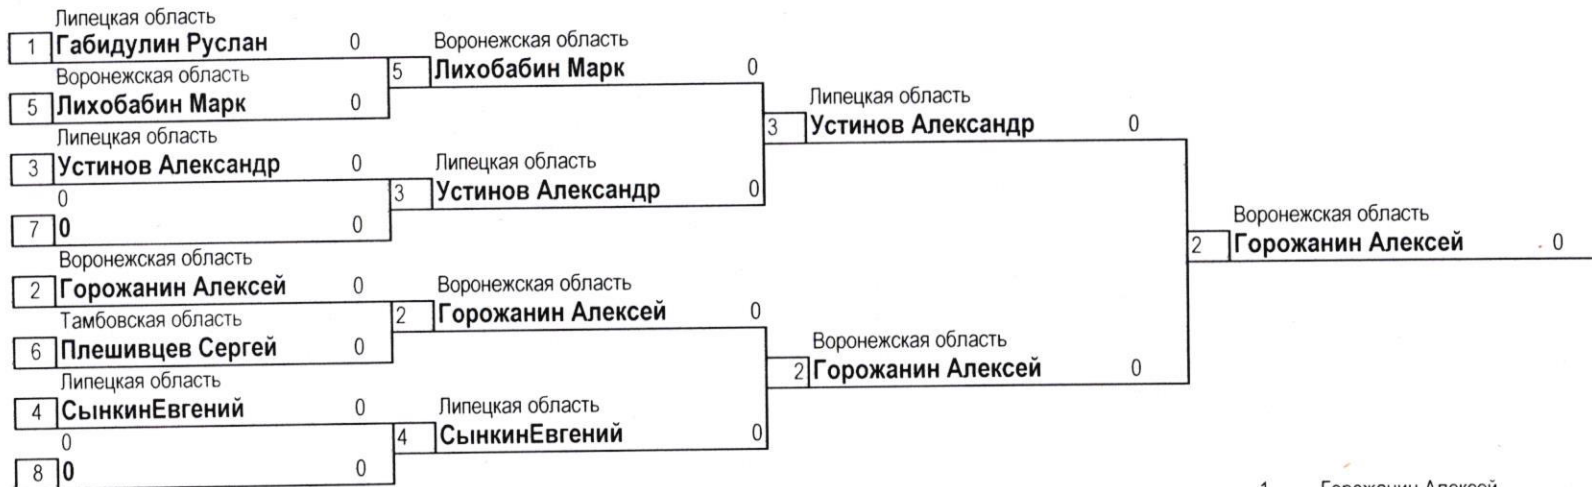 Липецкая область
1 Габидулин Руслан 0
Воронежская область
5 Лихобабин Марк 0
Липецкая область
3 Устинов Александр 0
0
7 0 0
Воронежская область
2 Горожанин Алексей 0
Тамбовская область
6 Плешивцев Сергей 0
Липецкая область
4 СынкинЕвгений 0
0
8 0 0
Воронежская область
5 Лихобабин Марк 0
Липецкая область
3 Устинов Александр 0
Воронежская область
2 Горожанин Алексей 0
Липецкая область
4 СынкинЕвгений 0
Липецкая область
3 Устинов Александр 0
Воронежская область
2 Горожанин Алексей 0
Воронежская область
2 Горожанин Алексей 0
1 Горожанин Алексей